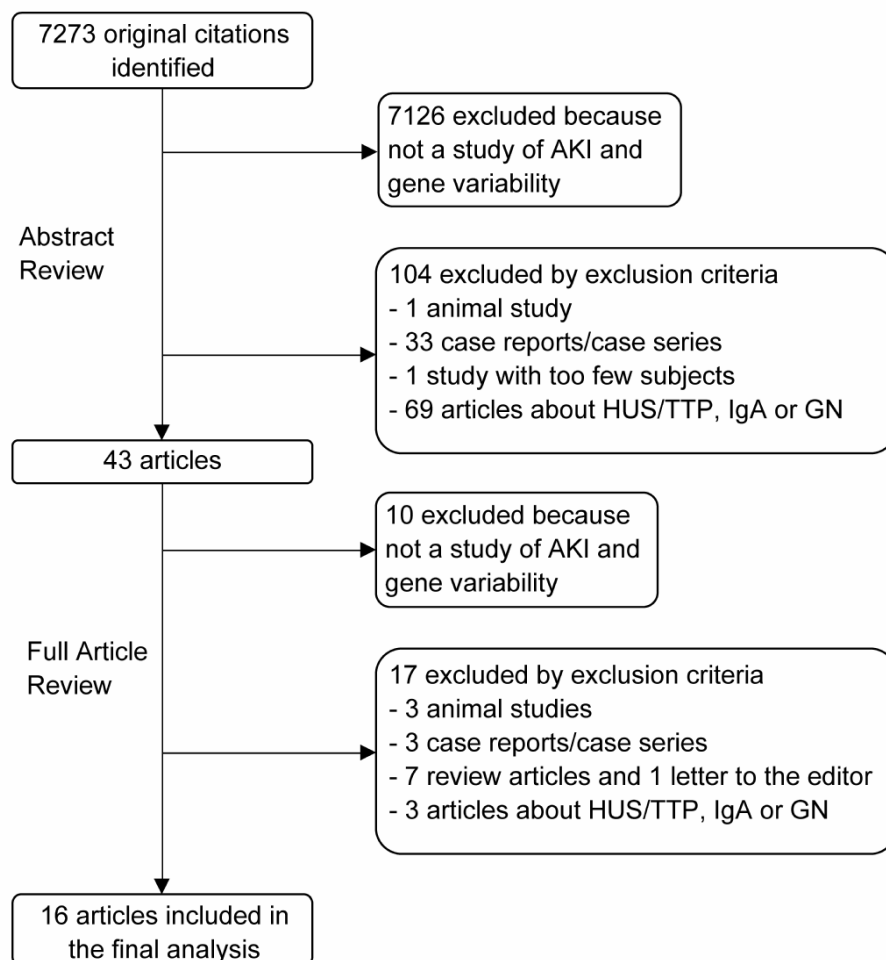 7273 original citations
identified
7126 excluded because
not a study of AKI and
gene variability
Abstract
Review
104 excluded by exclusion criteria
- 1 animal study
- 33 case reports/case series
- 1 study with too few subjects
- 69 articles about HUS/TTP, IgA or GN
43 articles
10 excluded because
not a study of AKI and
gene variability
Full Article
Review
17 excluded by exclusion criteria
- 3 animal studies
- 3 case reports/case series
- 7 review articles and 1 letter to the editor
- 3 articles about HUS/TTP, IgA or GN
16 articles included in
the final analysis